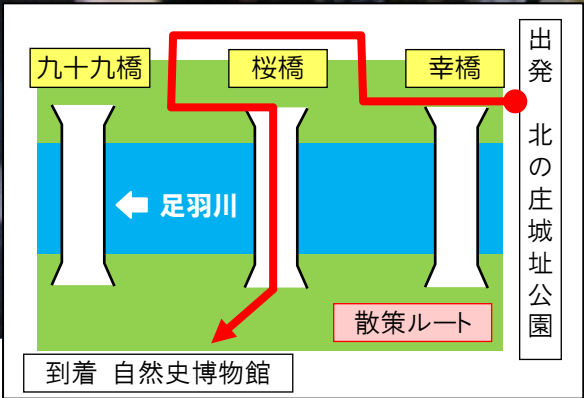 九十九橋
桜橋
幸橋
出発 北の庄城址公園
足羽川
散策ルート
到着 自然史博物館